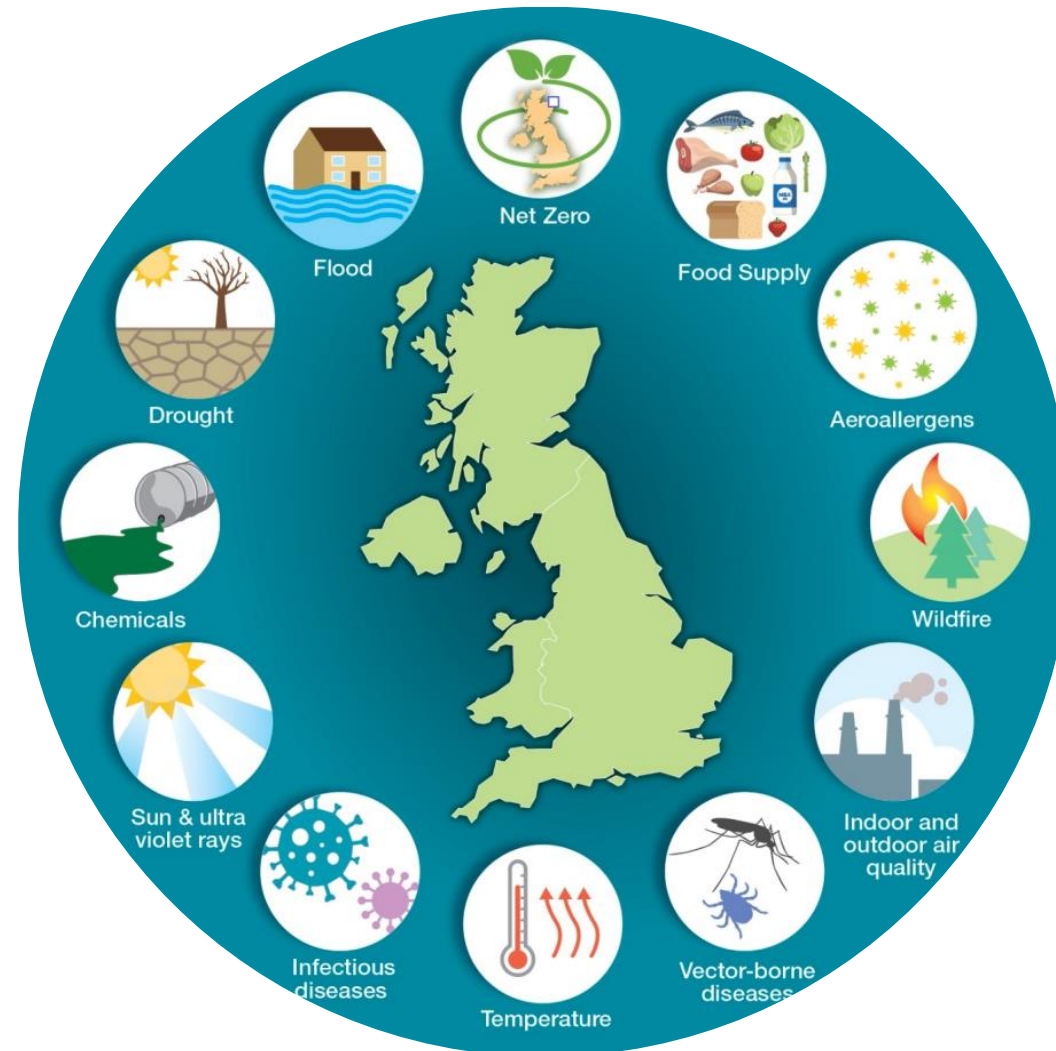 Net Zero
Flood
Food Supply
Drought
Aeroallergens
Chemicals
Wildfire
Sun & ultra
violet rays
Indoor and
outdoor air
quality
Infectious
diseases
Vector-borne
diseases
Temperature